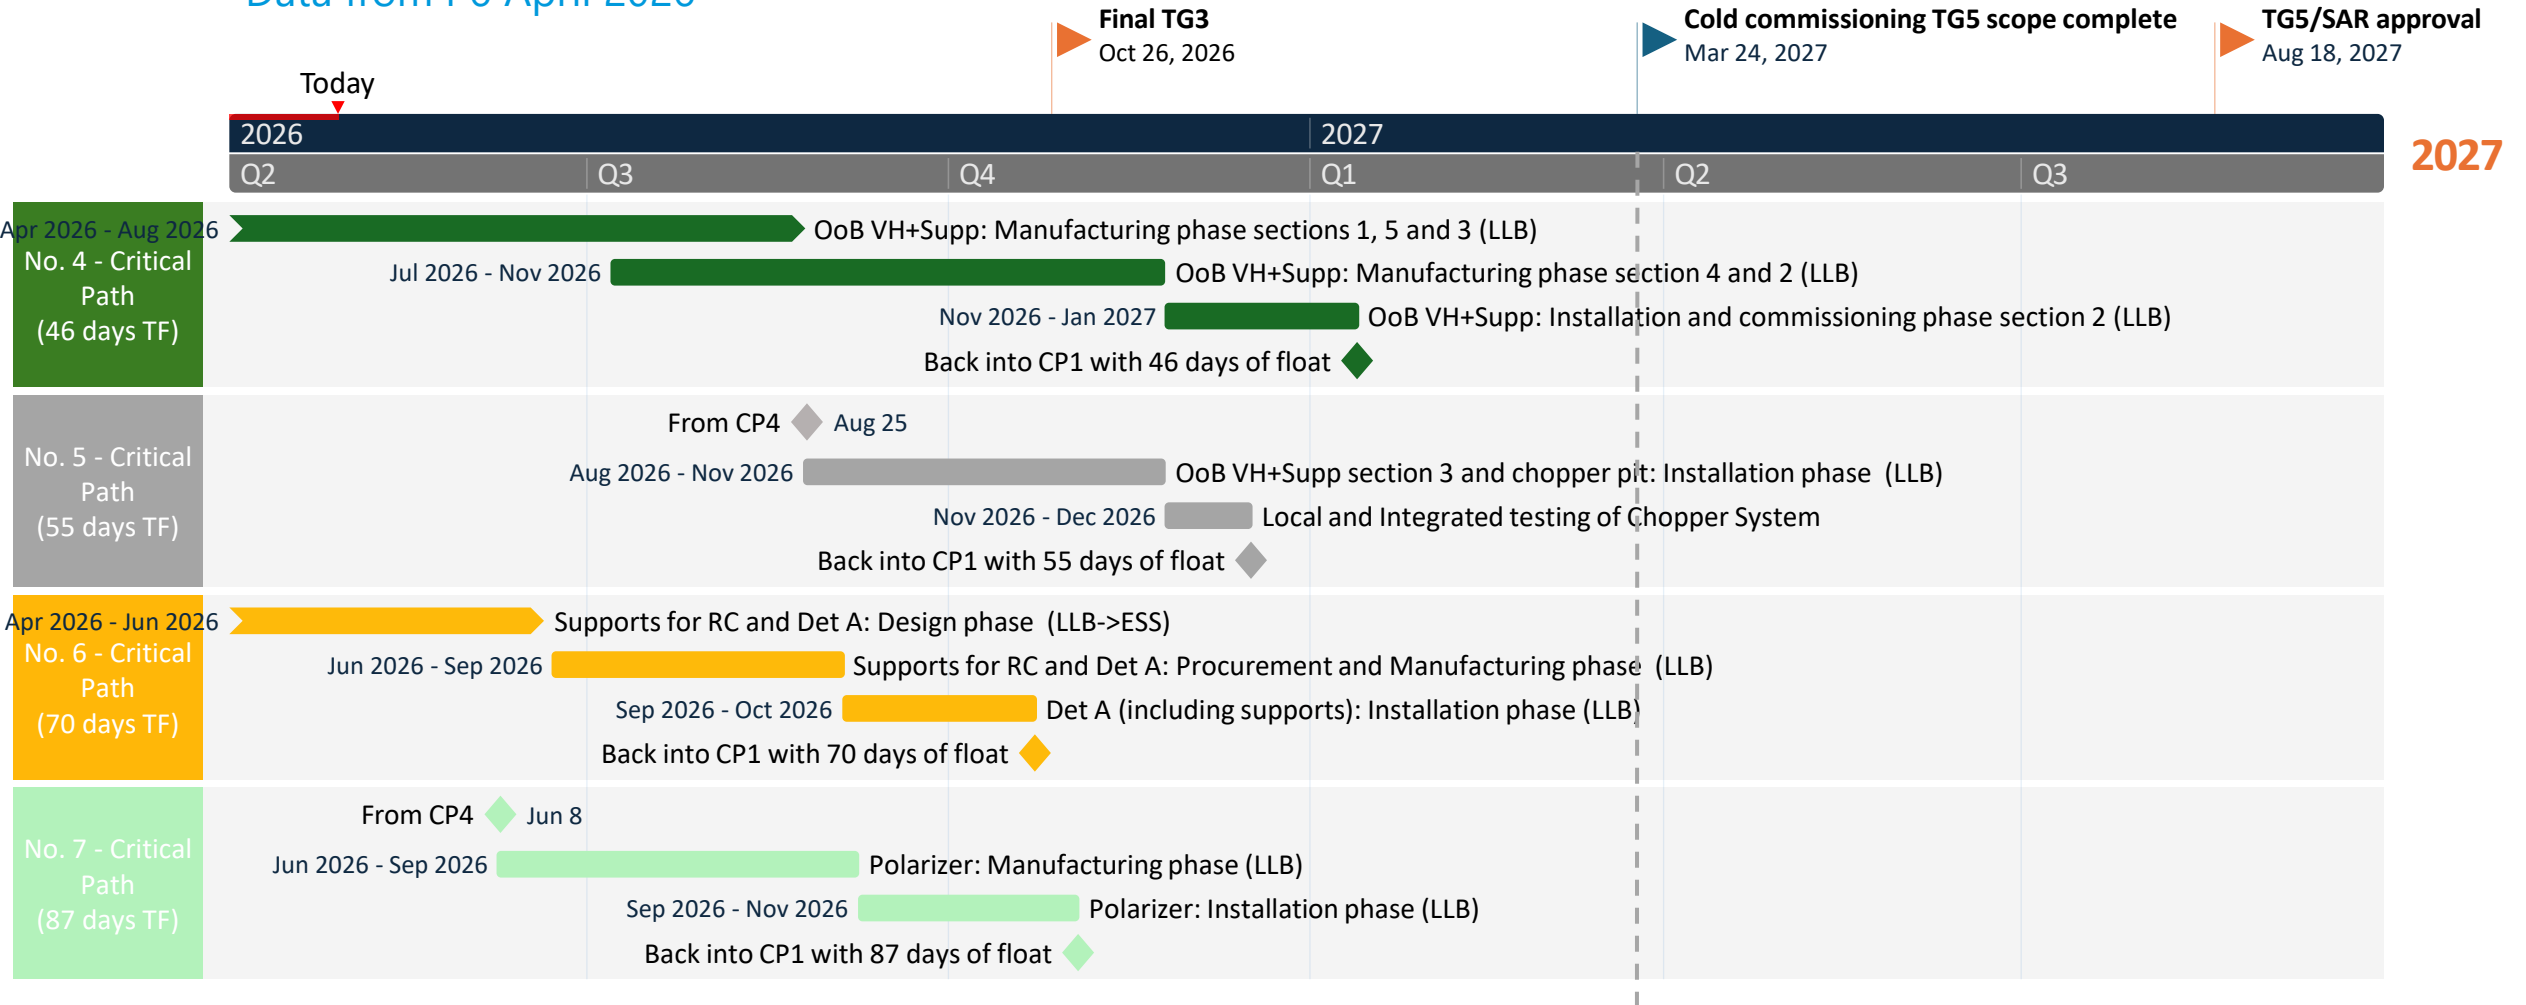 Data from P6 April 2026
Final TG3
Oct 26, 2026
Cold commissioning TG5 scope complete
Mar 24, 2027
TG5/SAR approval
Aug 18, 2027
Today
2026
2027
2027
Q2
Q3
Q4
Q1
Q2
Q3
No. 4 - Critical
Path
(46 days TF)
Apr 2026 - Aug 2026
OoB VH+Supp: Manufacturing phase sections 1, 5 and 3 (LLB)
Jul 2026 - Nov 2026
OoB VH+Supp: Manufacturing phase section 4 and 2 (LLB)
Nov 2026 - Jan 2027
OoB VH+Supp: Installation and commissioning phase section 2 (LLB)
Back into CP1 with 46 days of float
No. 5 - Critical
Path
(55 days TF)
From CP4
Aug 25
Aug 2026 - Nov 2026
OoB VH+Supp section 3 and chopper pit: Installation phase  (LLB)
Nov 2026 - Dec 2026
Local and Integrated testing of Chopper System
Back into CP1 with 55 days of float
No. 6 - Critical
Path
(70 days TF)
Apr 2026 - Jun 2026
Supports for RC and Det A: Design phase  (LLB->ESS)
Jun 2026 - Sep 2026
Supports for RC and Det A: Procurement and Manufacturing phase  (LLB)
Sep 2026 - Oct 2026
Det A (including supports): Installation phase (LLB)
Back into CP1 with 70 days of float
No. 7 - Critical
Path
(87 days TF)
From CP4
Jun 8
Jun 2026 - Sep 2026
Polarizer: Manufacturing phase (LLB)
Sep 2026 - Nov 2026
Polarizer: Installation phase (LLB)
Back into CP1 with 87 days of float